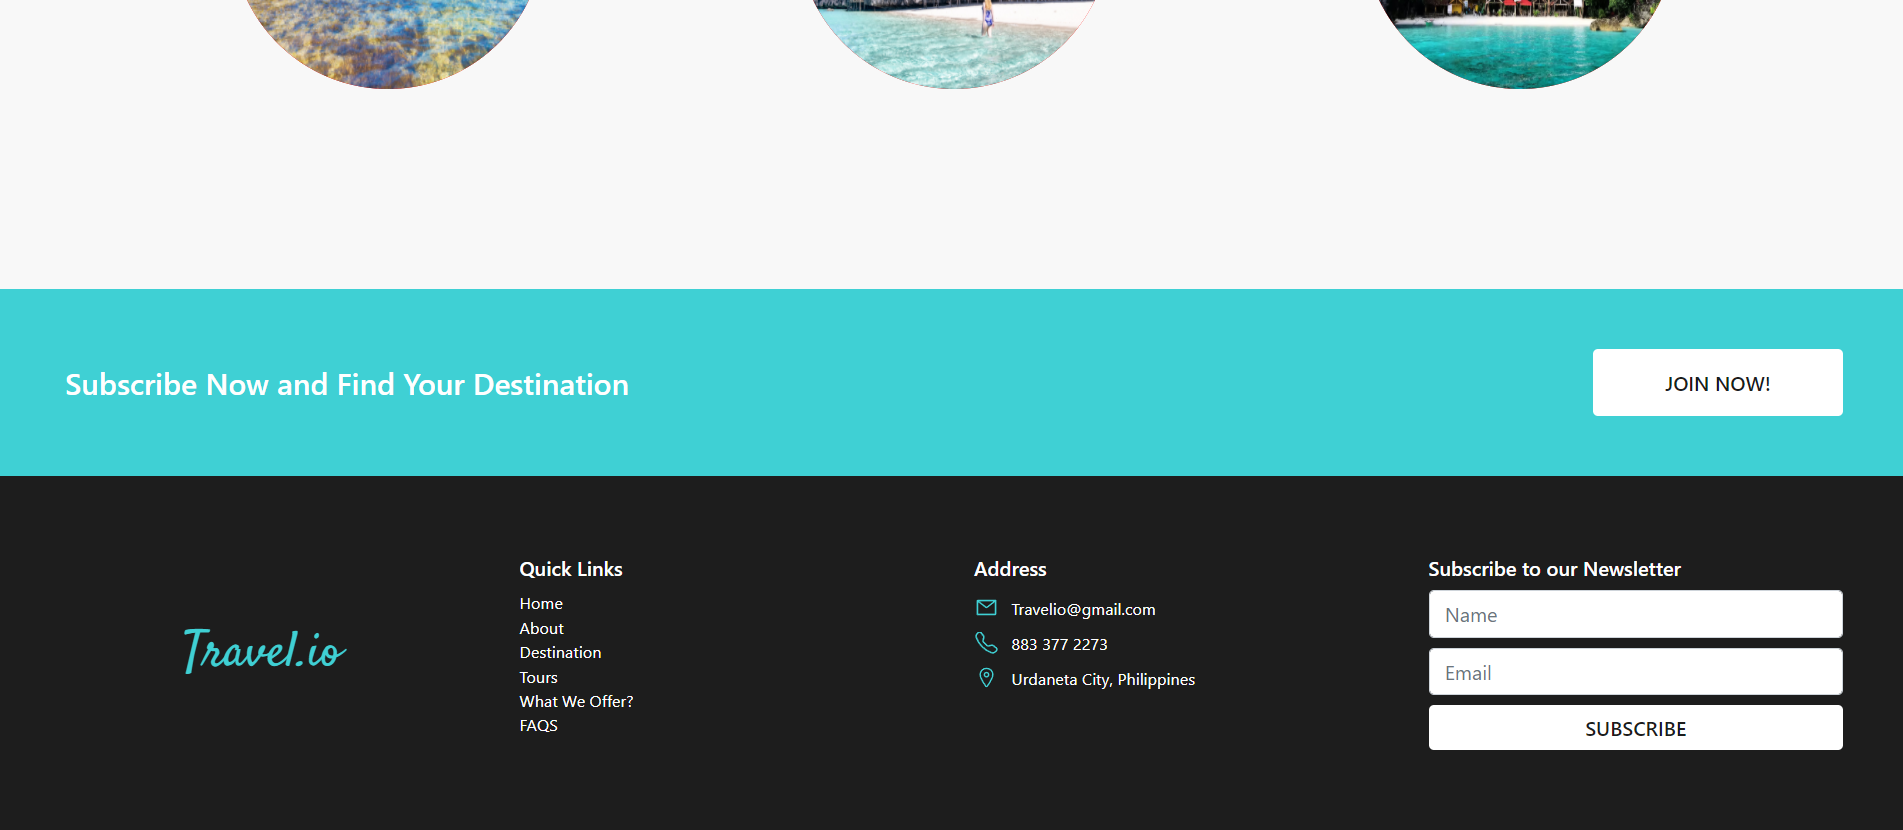 Subscribe Now and Find Your Destination
JOIN NOW!
Travel.io
Quick Links
Home
About
Destination
Tours
What We Offer?
FAQS
Address
Travelio@gmail.com
883 377 2273
Urdaneta City, Philippines
Subscribe to our Newsletter
Name
Email
SUBSCRIBE